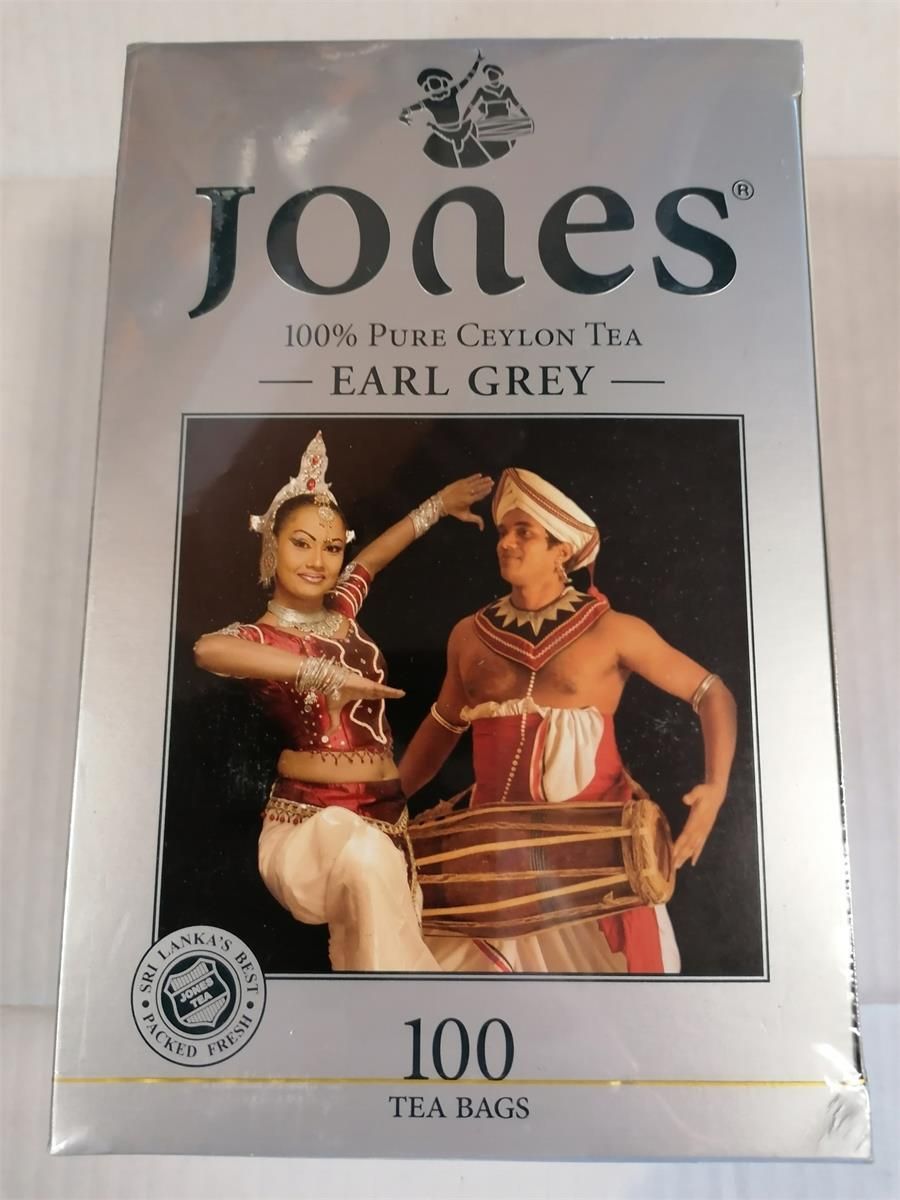 Jones®
100% Pure Ceylon Tea
— EARL GREY —
SRI LANKA'S BEST
JONES
TEA
• PACKED FRESH •
100
TEA BAGS